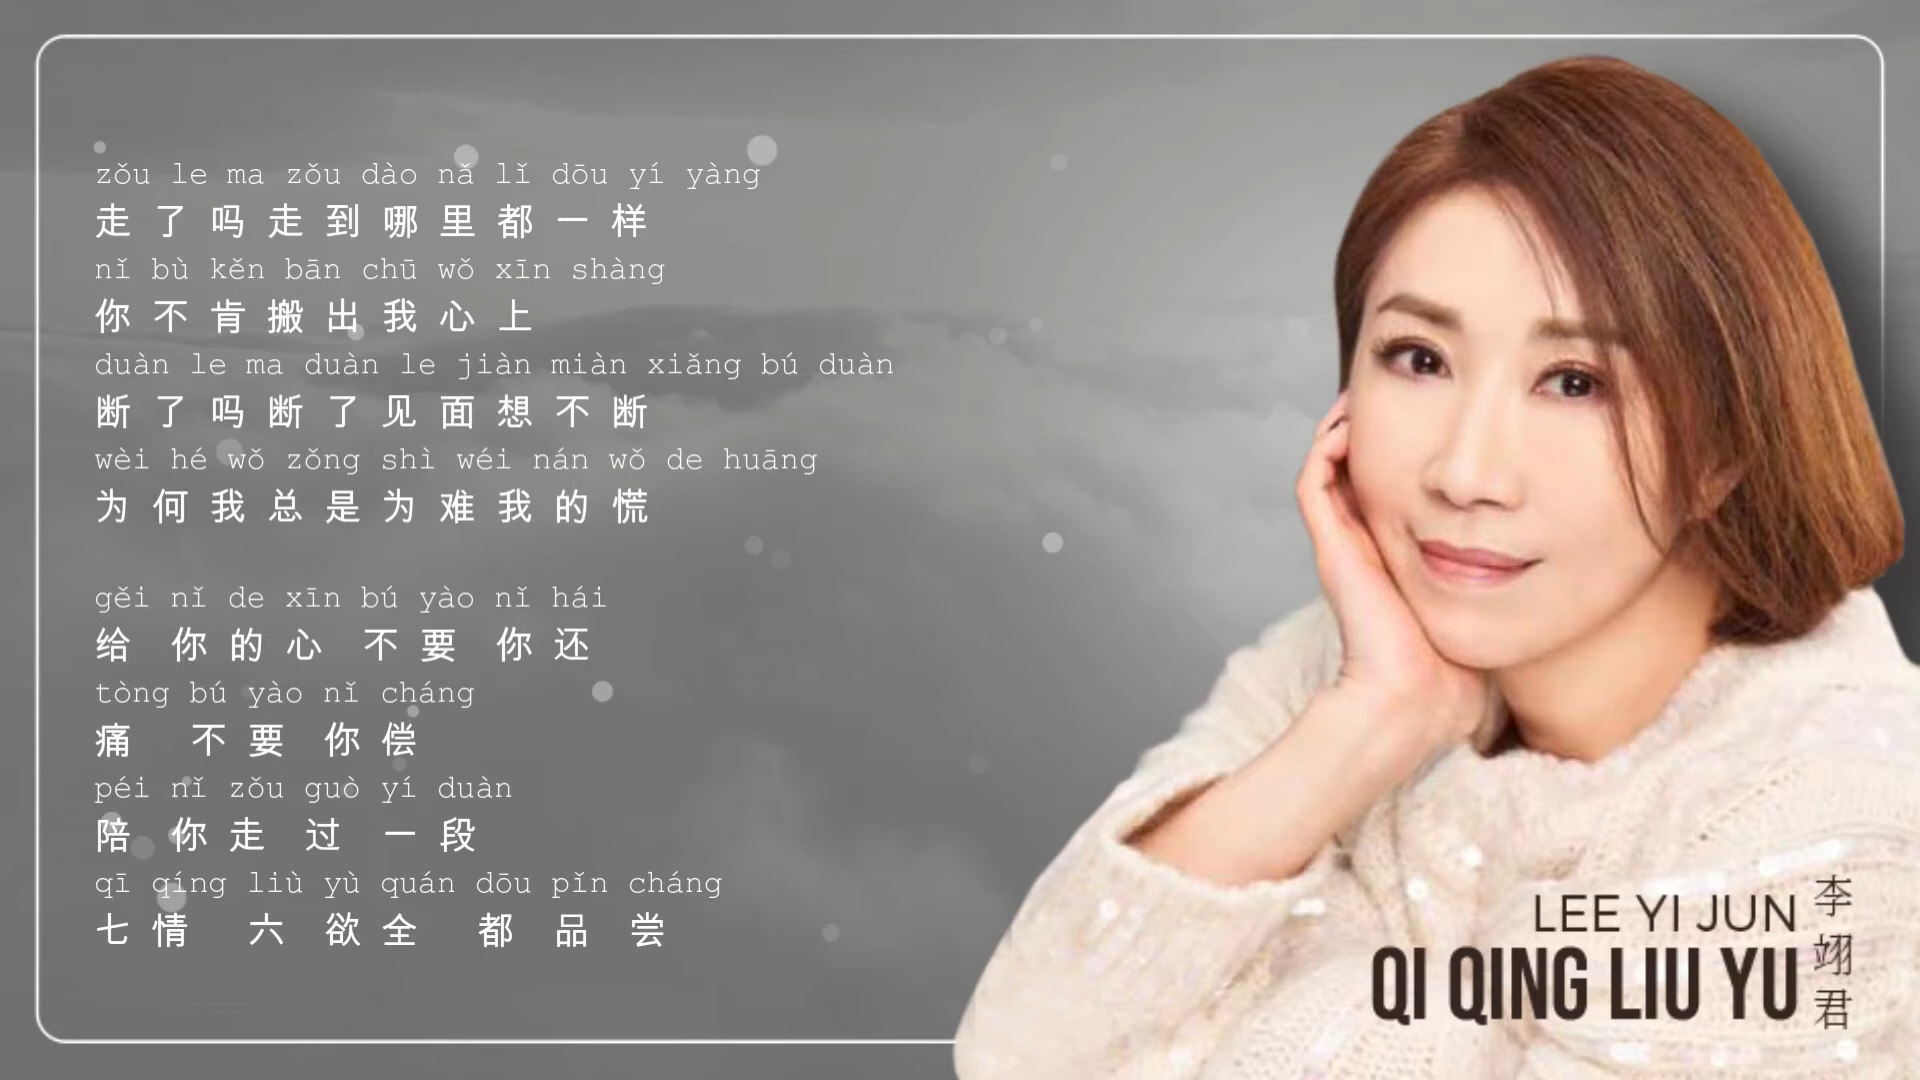 zǒu le ma zǒu dào nǎ lǐ dōu yí yàng
走 了 吗 走 到 哪 里 都 一 样
nǐ bù kěn bān chū wǒ xīn shàng
你 不 肯 搬 出 我 心 上
duàn le ma duàn le jiàn miàn xiǎng bú duàn
断 了 吗 断 了 见 面 想 不 断
wèi hé wǒ zǒng shì wéi nán wǒ de huāng
为 何 我 总 是 为 难 我 的 慌
gěi nǐ de xīn bú yào nǐ hái
给 你 的 心 不 要 你 还
tòng bú yào nǐ cháng
痛 不 要 你 偿
péi nǐ zǒu guò yí duàn
陪 你 走 过 一 段
qī qíng liù yù quán dōu pǐn cháng
七 情 六 欲 全 都 品 尝
LEE YI JUN
QI QING LIU YU
李翊君